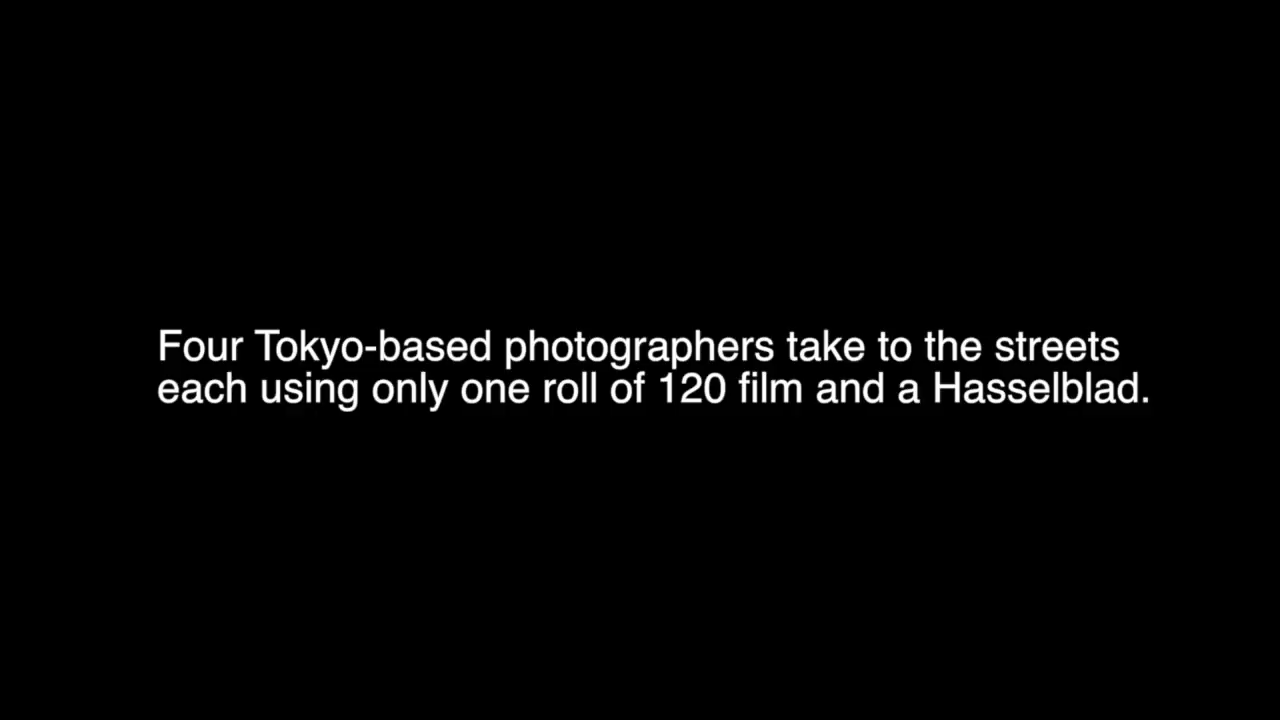 Four Tokyo-based photographers take to the streets
each using only one roll of 120 film and a Hasselblad.